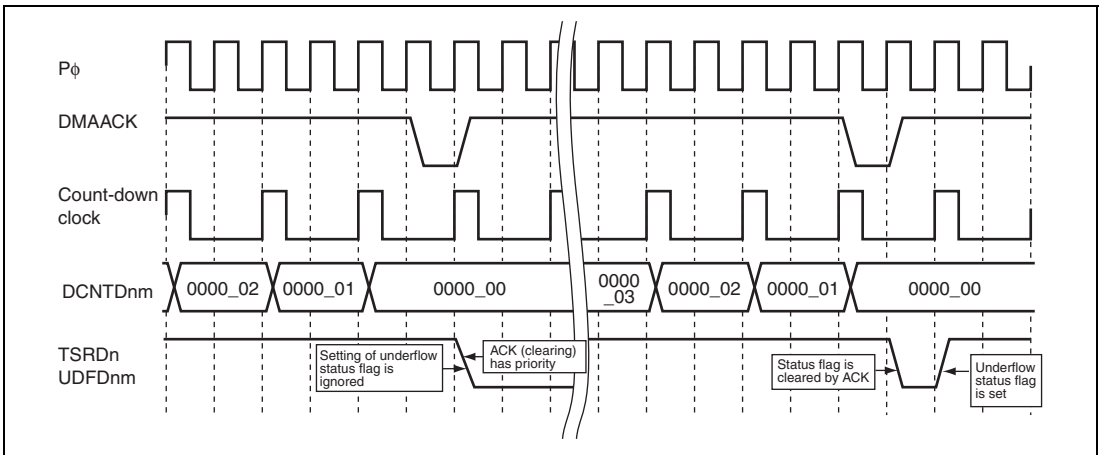 Pϕ
DMAACK
Count-down
clock
DCNTDnm
0000_02
0000_01
0000_00
0000
_03
0000_02
0000_01
0000_00
TSRDn
UDFDnm
Setting of underflow
status flag is
ignored
ACK (clearing)
has priority
Status flag is
cleared by ACK
Underflow
status flag
is set